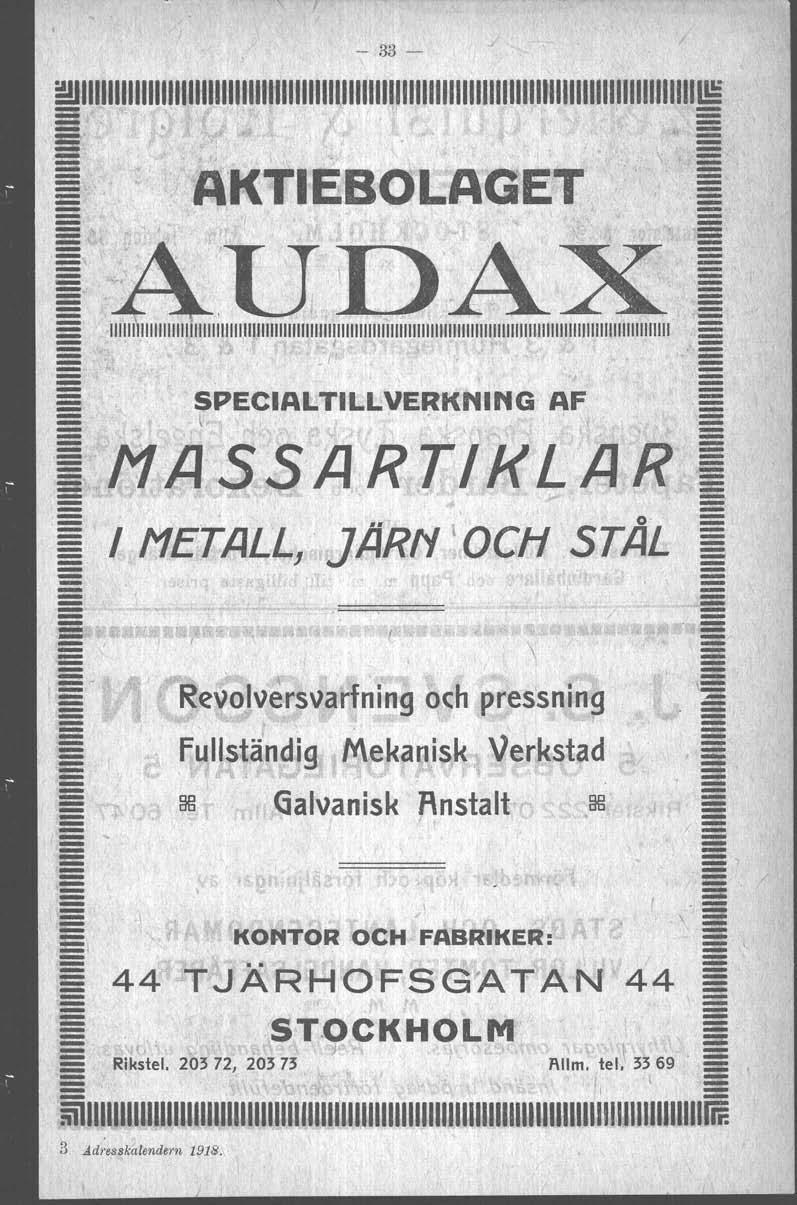 — 33 —
AKTIEBOLAGET
AUDAX
SPECIALTILLVERKNING AF
MASSARTIKLAR
I METALL, JÄRN OCH STÅL
Revolversvarfning och pressning
Fullständig Mekanisk Verkstad
Galvanisk Anstalt
KONTOR OCH FABRIKER:
44 TJÄRHOFSGATAN 44
STOCKHOLM
Rikstel. 203 72, 203 73 Allm. tel. 33 69
3 Adresskalendern 1918.